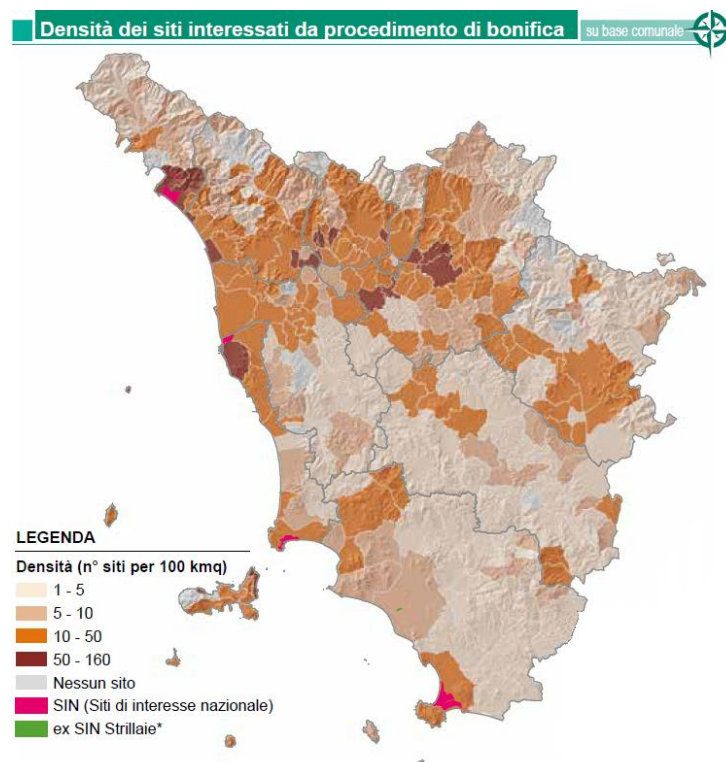 Densità dei siti interessati da procedimento di bonifica
su base comunale
LEGENDA
Densità (n° siti per 100 kmq)
1 - 5
5 - 10
10 - 50
50 - 160
Nessun sito
SIN (Siti di interesse nazionale)
ex SIN Strillaie*